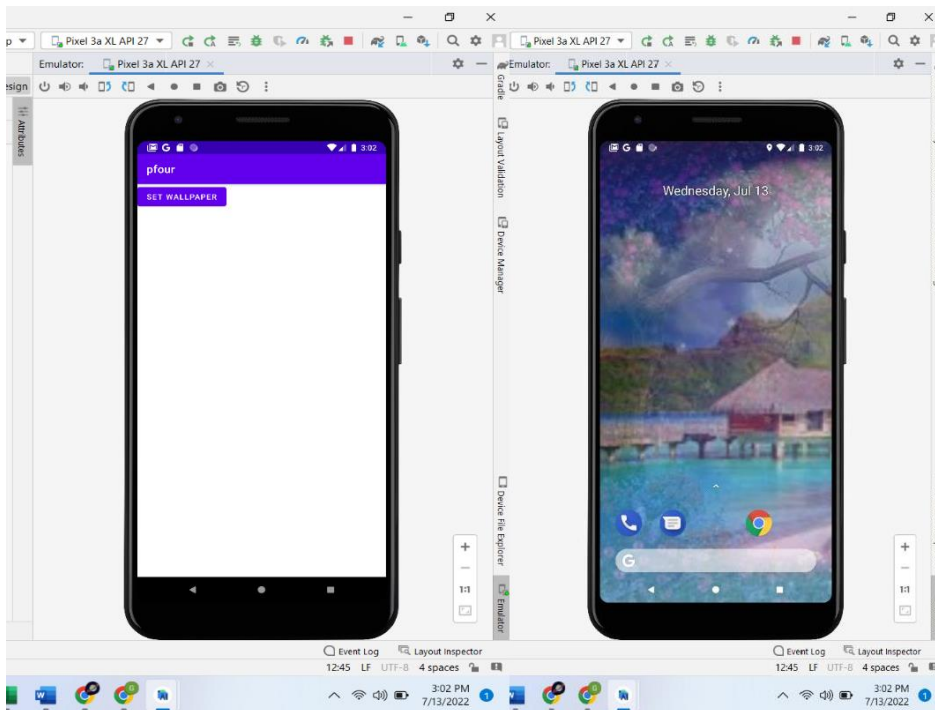 p
Pixel 3a XL API 27
Emulator:
Pixel 3a XL API 27
esign
Attributes
3:02
pfour
SET WALLPAPER
+
−
1:1
Event Log
Layout Inspector
12:45 LF UTF-8 4 spaces
3:02 PM
7/13/2022
1
Gradle
Layout Validation
Device Manager
Device File Explorer
Emulator
Pixel 3a XL API 27
Emulator:
Pixel 3a XL API 27
3:02
Wednesday, Jul 13
G
+
−
1:1
Event Log
Layout Inspector
12:45 LF UTF-8 4 spaces
3:02 PM
7/13/2022
1